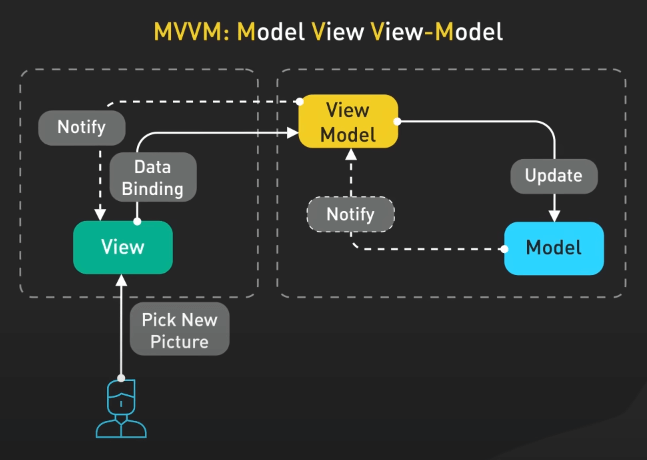 MVVM: Model View View-Model
Notify
Data
Binding
View
View
Model
Update
Notify
Model
Pick New
Picture